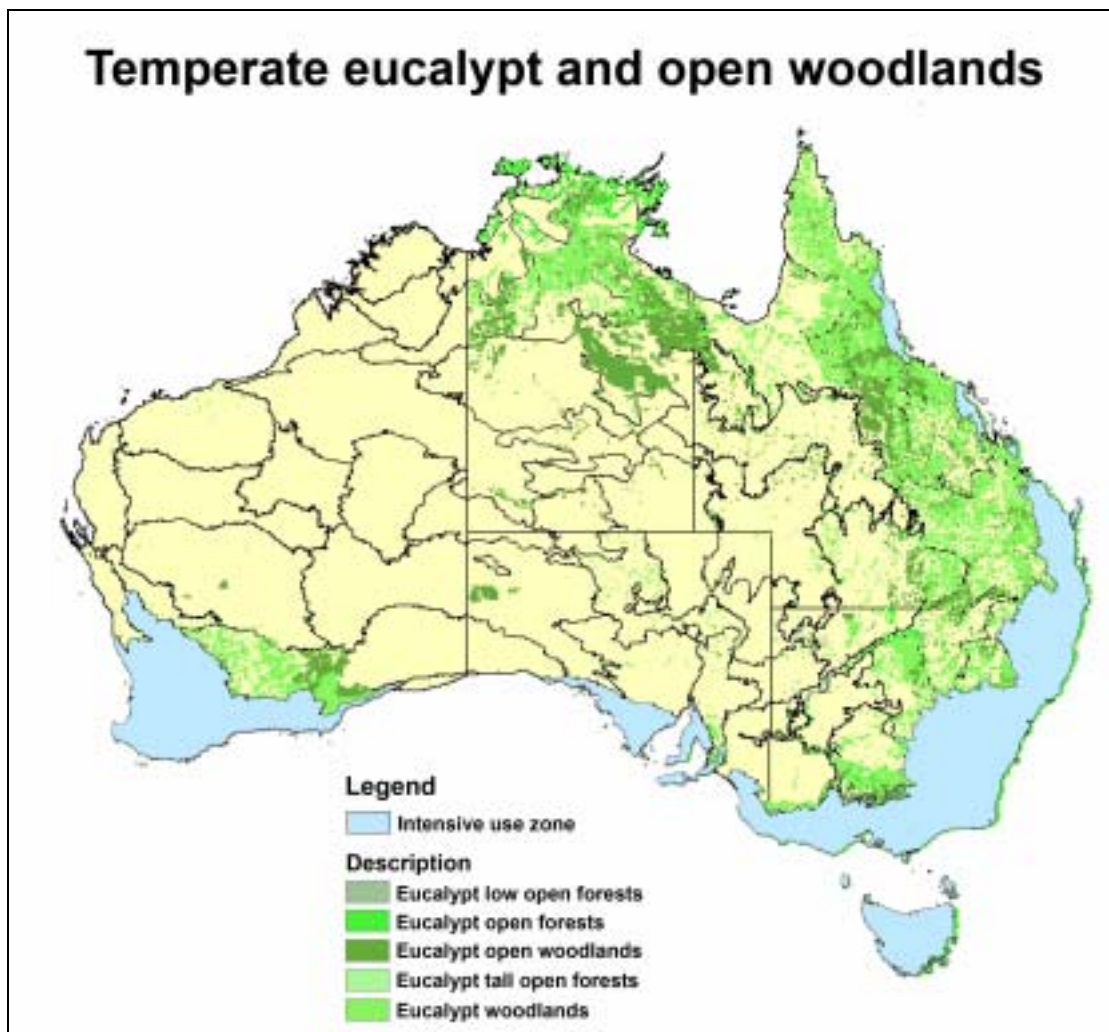 Temperate eucalypt and open woodlands
Legend
Intensive use zone
Description
Eucalypt low open forests
Eucalypt open forests
Eucalypt open woodlands
Eucalypt tall open forests
Eucalypt woodlands